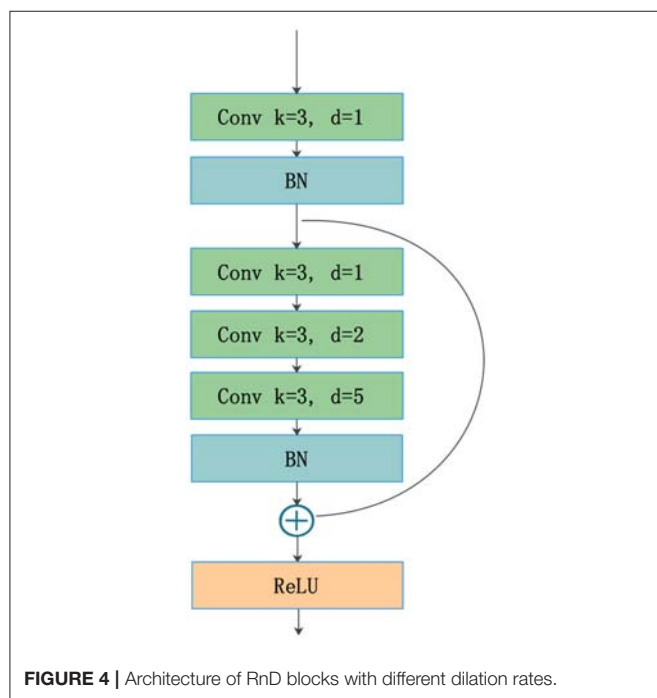 Conv k=3, d=1
BN
Conv k=3, d=1
Conv k=3, d=2
Conv k=3, d=5
BN
ReLU
FIGURE 4 | Architecture of RnD blocks with different dilation rates.